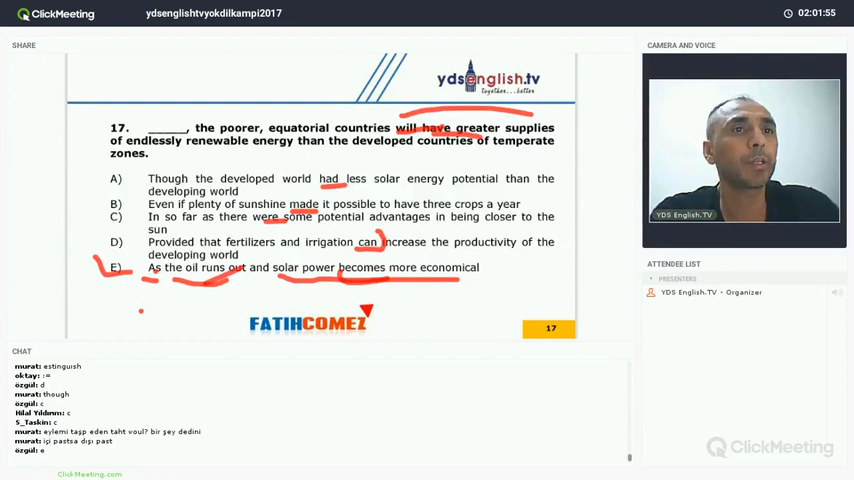 ClickMeeting
ydsenglishtvyokdilkampi2017
02:01:55
SHARE
CAMERA AND VOICE
ydsenglish.tv
together...better
17. _____, the poorer, equatorial countries will have greater supplies
of endlessly renewable energy than the developed countries of temperate
zones.
A) Though the developed world had less solar energy potential than the
developing world
B) Even if plenty of sunshine made it possible to have three crops a year
C) In so far as there were some potential advantages in being closer to the
sun
D) Provided that fertilizers and irrigation can increase the productivity of the
developing world
E) As the oil runs out and solar power becomes more economical
FATIHCOMEZ
17
YDS English.TV
ATTENDEE LIST
PRESENTERS
YDS English.TV - Organizer
CHAT
murat: estinguish
oktay: :=
özgül: d
murat: though
özgül: c
Hilal Yıldırım: c
S_Taskin: c
murat: eylemi taşp eden taht voul? bir şey dedini
murat: içi pastsa dışı past
özgül: e
ClickMeeting
ClickMeeting.com